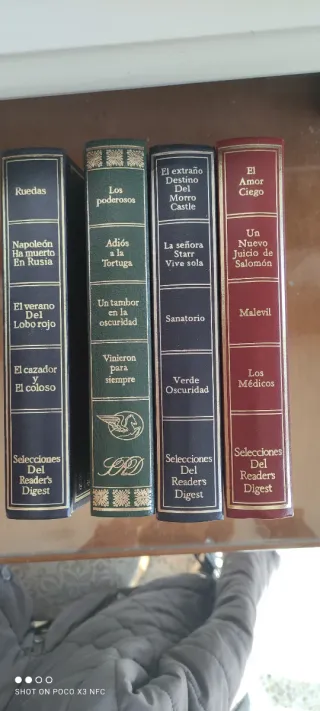 Ruedas
Napoleón
Ha muerto
En Rusia
El verano
Del
Lobo rojo
El cazador
y
El coloso
Selecciones
Del
Reader's
Digest
Los
poderosos
Adiós
a la
Tortuga
Un tambor
en la
oscuridad
Vinieron
para
siempre
SRD
El extraño
Destino
Del
Morro
Castle
La señora
Starr
Vive sola
Sanatorio
Verde
Oscuridad
Selecciones
Del
Reader's
Digest
El
Amor
Ciego
Un
Nuevo
Juicio de
Salomón
Malevil
Los
Médicos
Selecciones
Del
Reader's
Digest
SHOT ON POCO X3 NFC